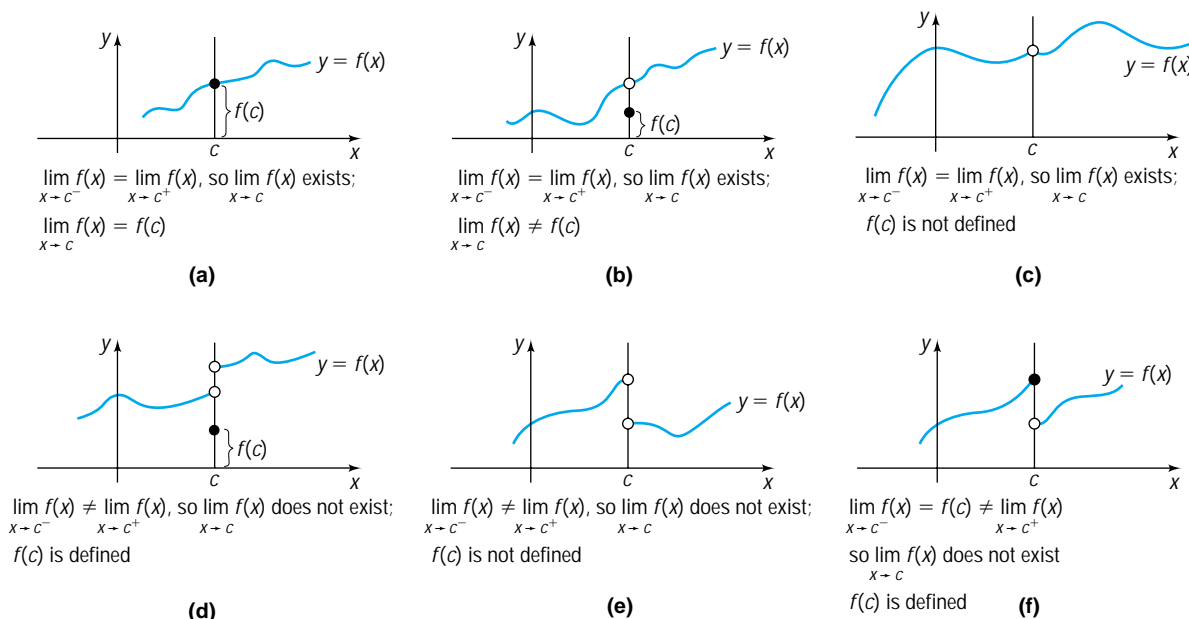 y
y = f(x)
f(c)
c
x
lim f(x) = lim f(x), so lim f(x) exists;
x → c⁻ x → c⁺ x → c
lim f(x) = f(c)
x → c
(a)
y
y = f(x)
f(c)
c
x
lim f(x) = lim f(x), so lim f(x) exists;
x → c⁻ x → c⁺ x → c
lim f(x) ≠ f(c)
x → c
(b)
y
y = f(x)
c
x
lim f(x) = lim f(x), so lim f(x) exists;
x → c⁻ x → c⁺ x → c
f(c) is not defined
(c)
y
y = f(x)
f(c)
c
x
lim f(x) ≠ lim f(x), so lim f(x) does not exist;
x → c⁻ x → c⁺ x → c
f(c) is defined
(d)
y
y = f(x)
c
x
lim f(x) ≠ lim f(x), so lim f(x) does not exist;
x → c⁻ x → c⁺ x → c
f(c) is not defined
(e)
y
y = f(x)
c
x
lim f(x) = f(c) ≠ lim f(x)
x → c⁻ x → c⁺
so lim f(x) does not exist
x → c
f(c) is defined
(f)